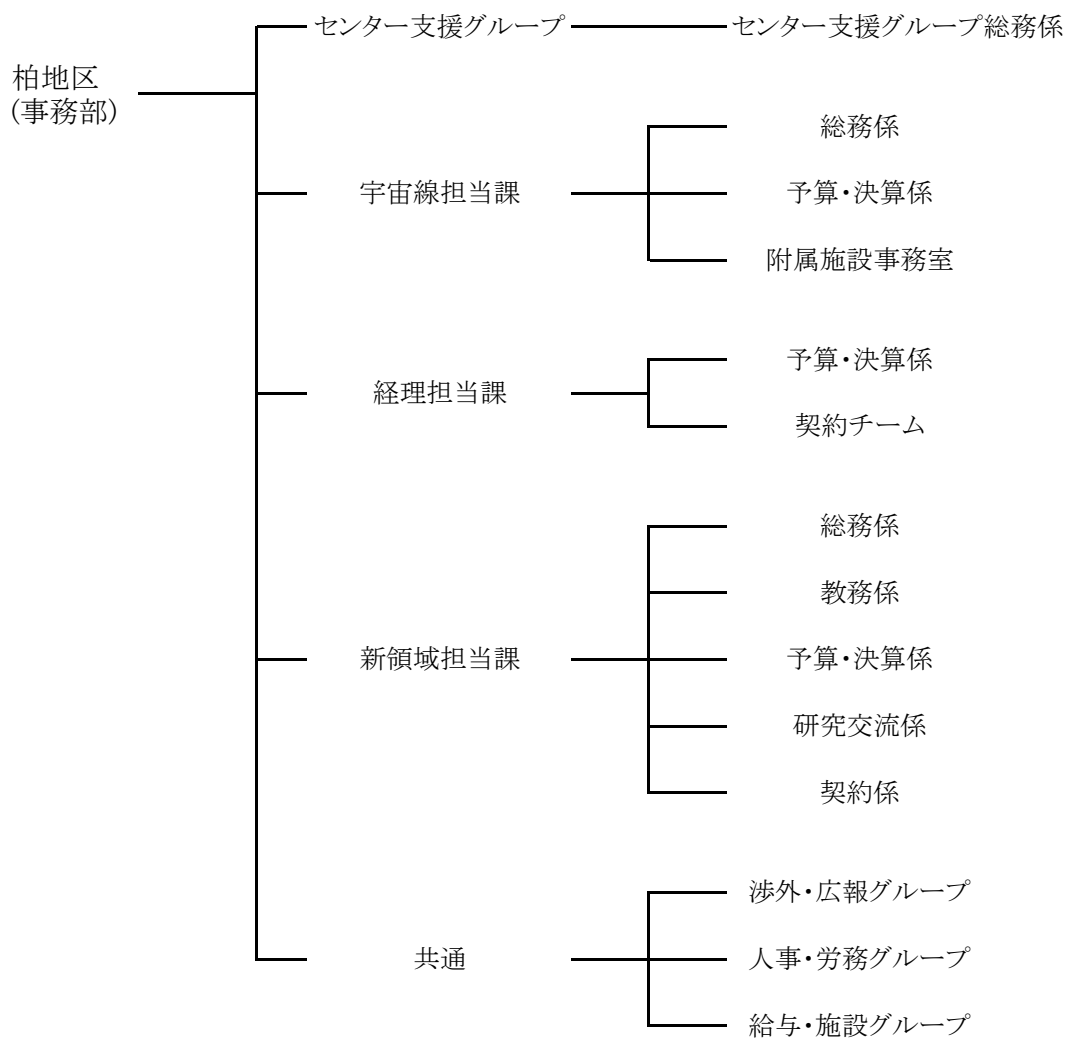 センター支援グループ
センター支援グループ総務係
柏地区
(事務部)
宇宙線担当課
総務係
予算・決算係
附属施設事務室
経理担当課
予算・決算係
契約チーム
新領域担当課
総務係
教務係
予算・決算係
研究交流係
契約係
共通
渉外・広報グループ
人事・労務グループ
給与・施設グループ